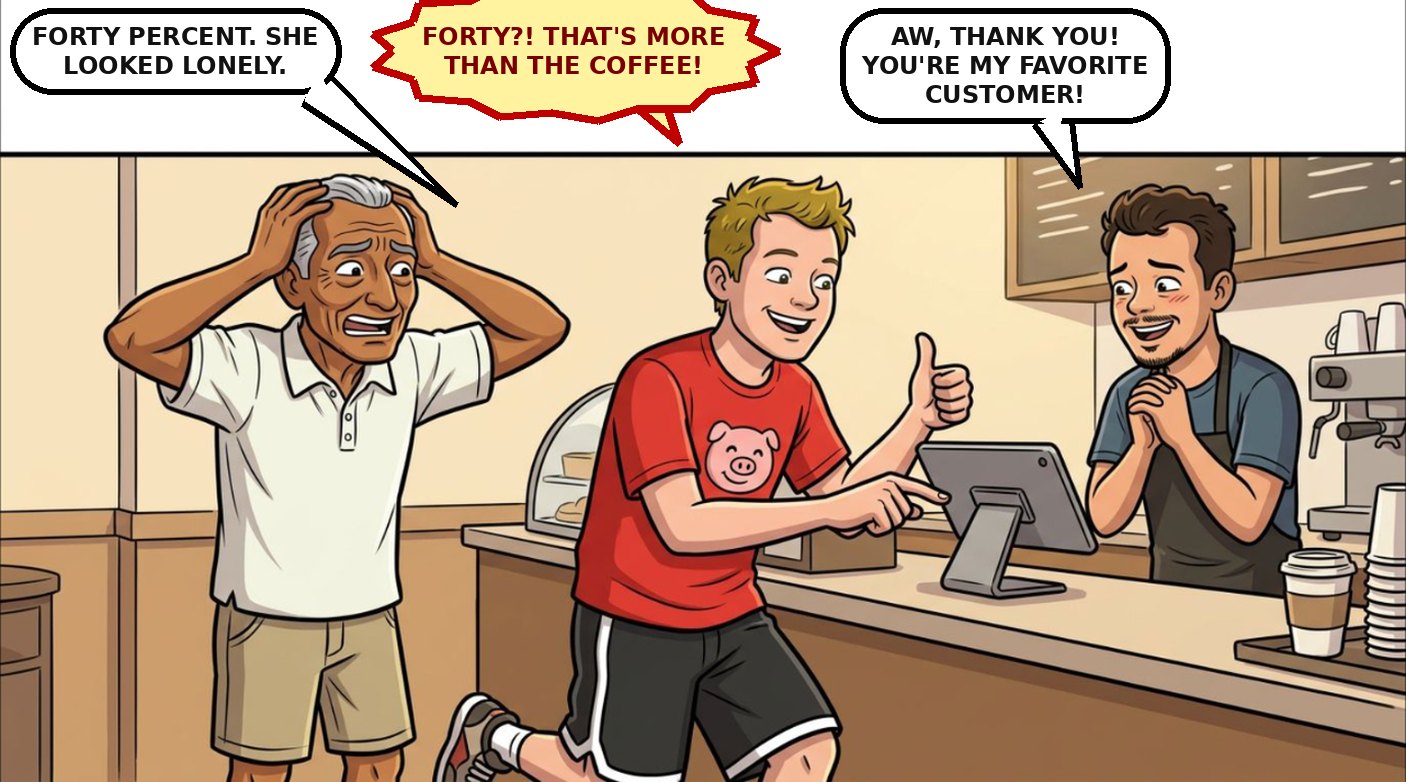 FORTY PERCENT. SHE
LOOKED LONELY.
FORTY?! THAT'S MORE
THAN THE COFFEE!
AW, THANK YOU!
YOU'RE MY FAVORITE
CUSTOMER!